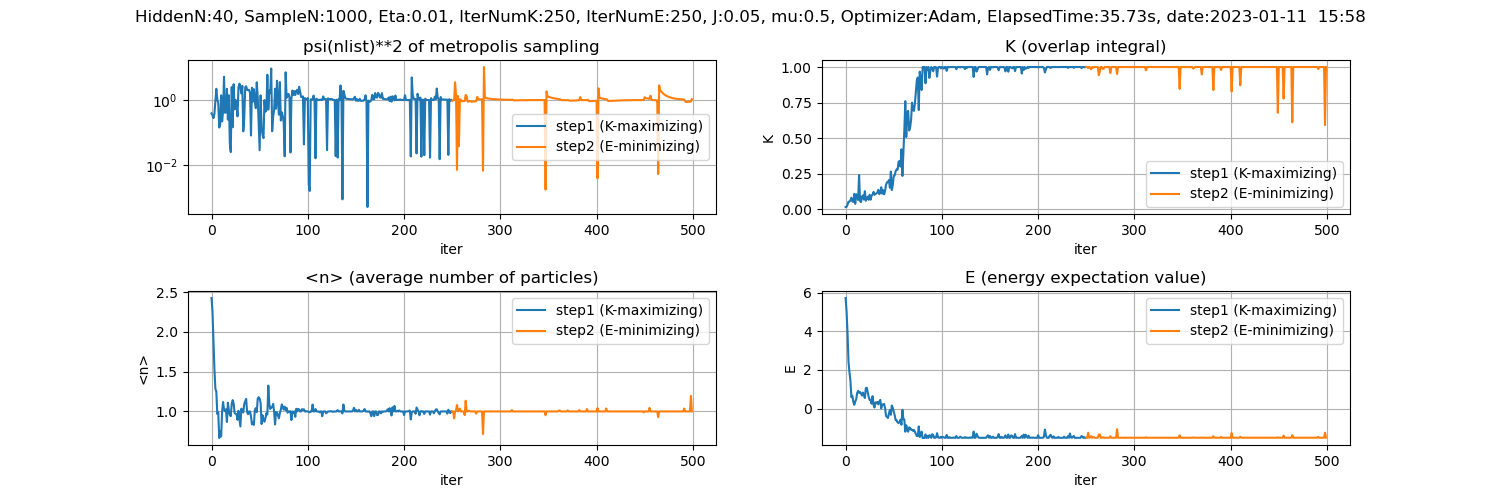 HiddenN:40, SampleN:1000, Eta:0.01, IterNumK:250, IterNumE:250, J:0.05, mu:0.5, Optimizer:Adam, ElapsedTime:35.73s, date:2023-01-11  15:58
psi(nlist)**2 of metropolis sampling
10^0
10^−2
step1 (K-maximizing)
step2 (E-minimizing)
0 100 200 300 400 500
iter
K (overlap integral)
1.00
0.75
0.50
0.25
0.00
K
step1 (K-maximizing)
step2 (E-minimizing)
0 100 200 300 400 500
iter
<n> (average number of particles)
2.5
2.0
1.5
1.0
<n>
step1 (K-maximizing)
step2 (E-minimizing)
0 100 200 300 400 500
iter
E (energy expectation value)
6
4
2
0
E
step1 (K-maximizing)
step2 (E-minimizing)
0 100 200 300 400 500
iter